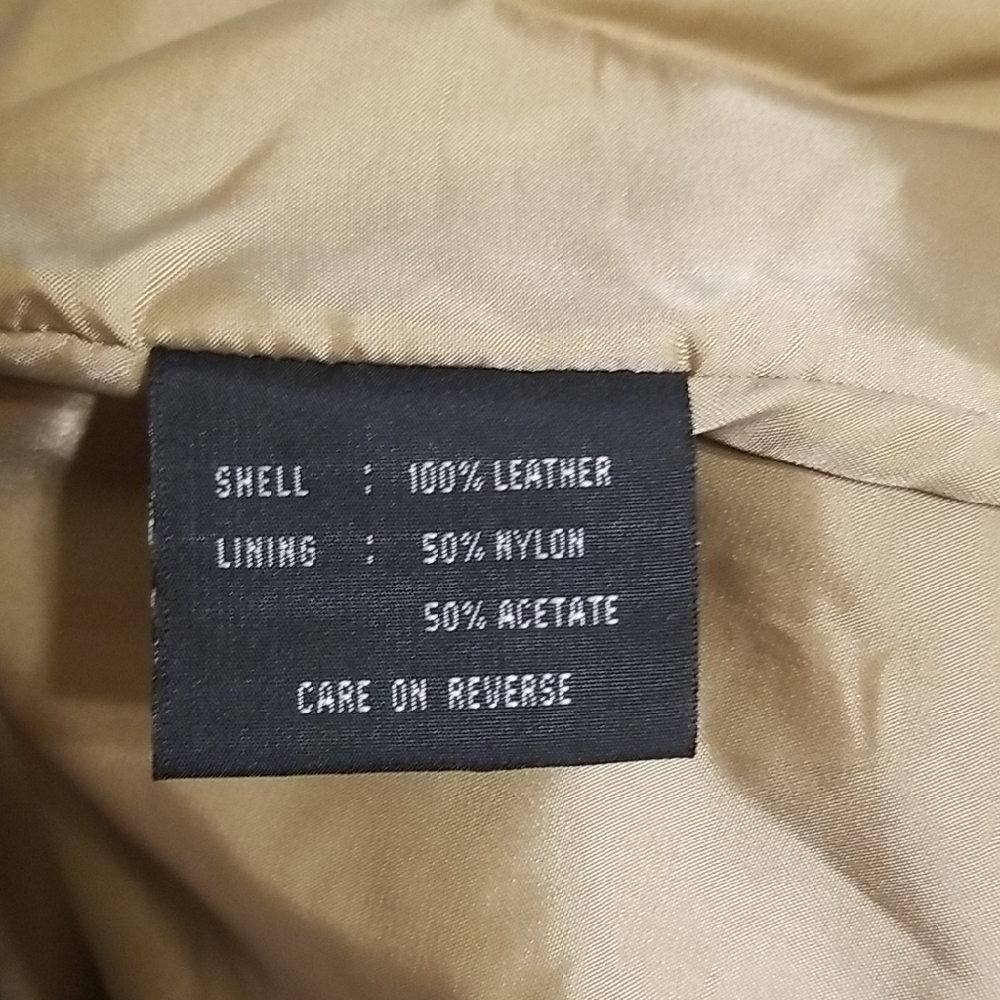 SHELL : 100% LEATHER
LINING : 50% NYLON
50% ACETATE
CARE ON REVERSE